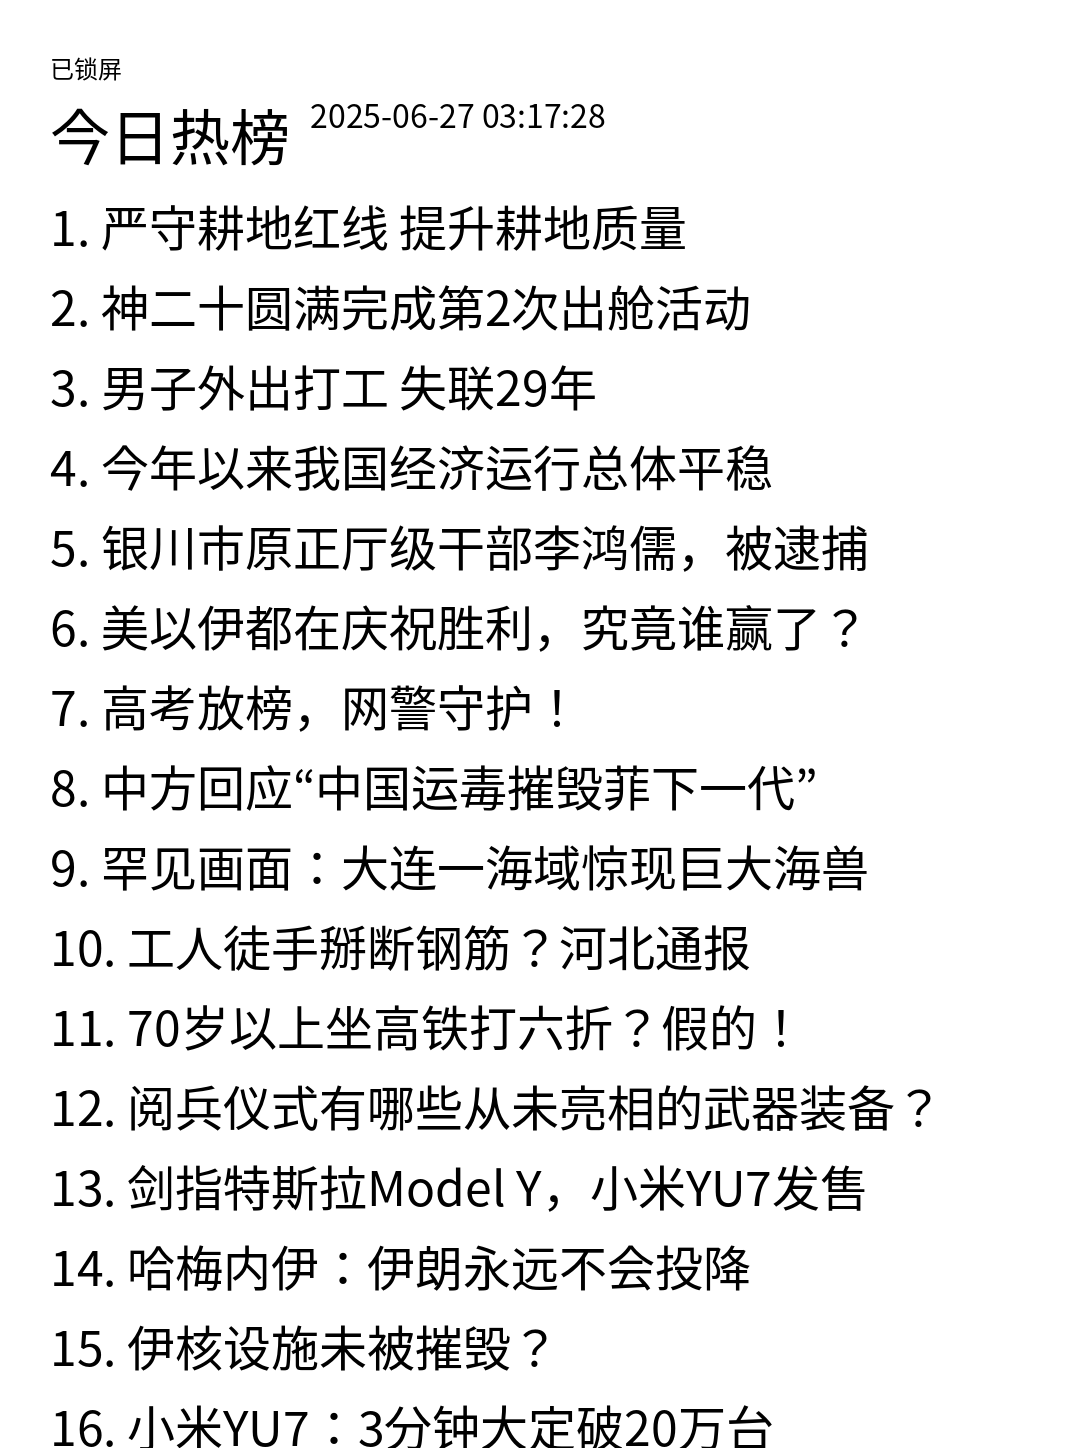 已锁屏
今日热榜 2025-06-27 03:17:28
1. 严守耕地红线 提升耕地质量
2. 神二十圆满完成第2次出舱活动
3. 男子外出打工 失联29年
4. 今年以来我国经济运行总体平稳
5. 银川市原正厅级干部李鸿儒，被逮捕
6. 美以伊都在庆祝胜利，究竟谁赢了？
7. 高考放榜，网警守护！
8. 中方回应“中国运毒摧毁菲下一代”
9. 罕见画面：大连一海域惊现巨大海兽
10. 工人徒手掰断钢筋？河北通报
11. 70岁以上坐高铁打六折？假的！
12. 阅兵仪式有哪些从未亮相的武器装备？
13. 剑指特斯拉Model Y，小米YU7发售
14. 哈梅内伊：伊朗永远不会投降
15. 伊核设施未被摧毁？
16. 小米YU7：3分钟大定破20万台